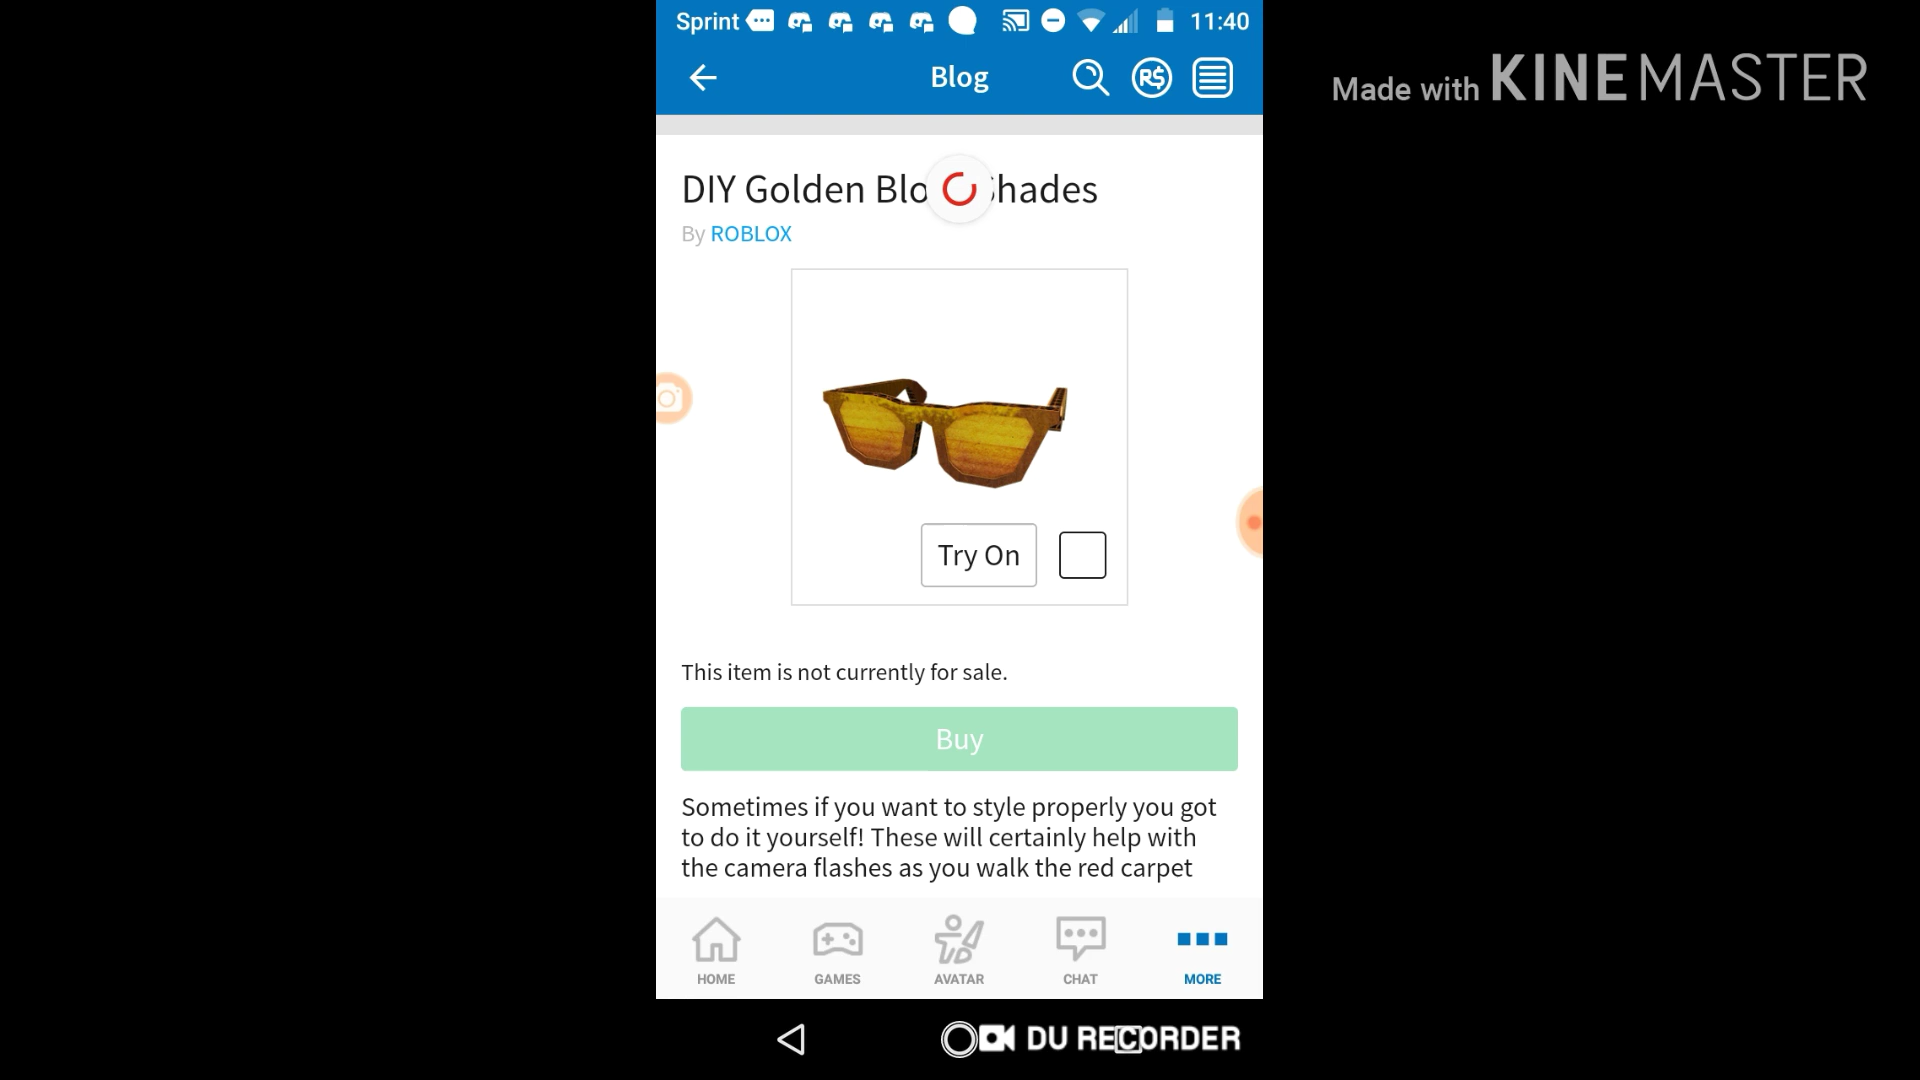 Sprint 11:40
Blog
R$
Made with KINEMASTER
DIY Golden Blo hades
By ROBLOX
Try On
This item is not currently for sale.
Buy
Sometimes if you want to style properly you got
to do it yourself! These will certainly help with
the camera flashes as you walk the red carpet
HOME GAMES AVATAR CHAT MORE
DU RECORDER